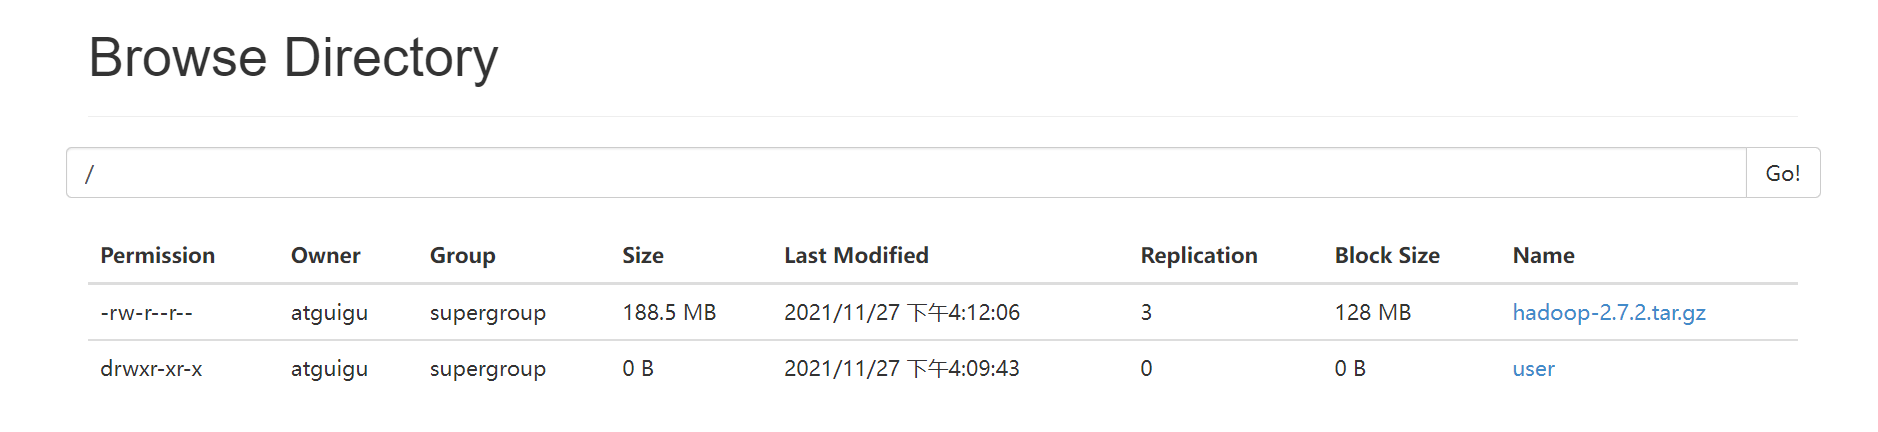 Browse Directory
/ Go!
Permission Owner Group Size Last Modified Replication Block Size Name
-rw-r--r-- atguigu supergroup 188.5 MB 2021/11/27 下午4:12:06 3 128 MB hadoop-2.7.2.tar.gz
drwxr-xr-x atguigu supergroup 0 B 2021/11/27 下午4:09:43 0 0 B user